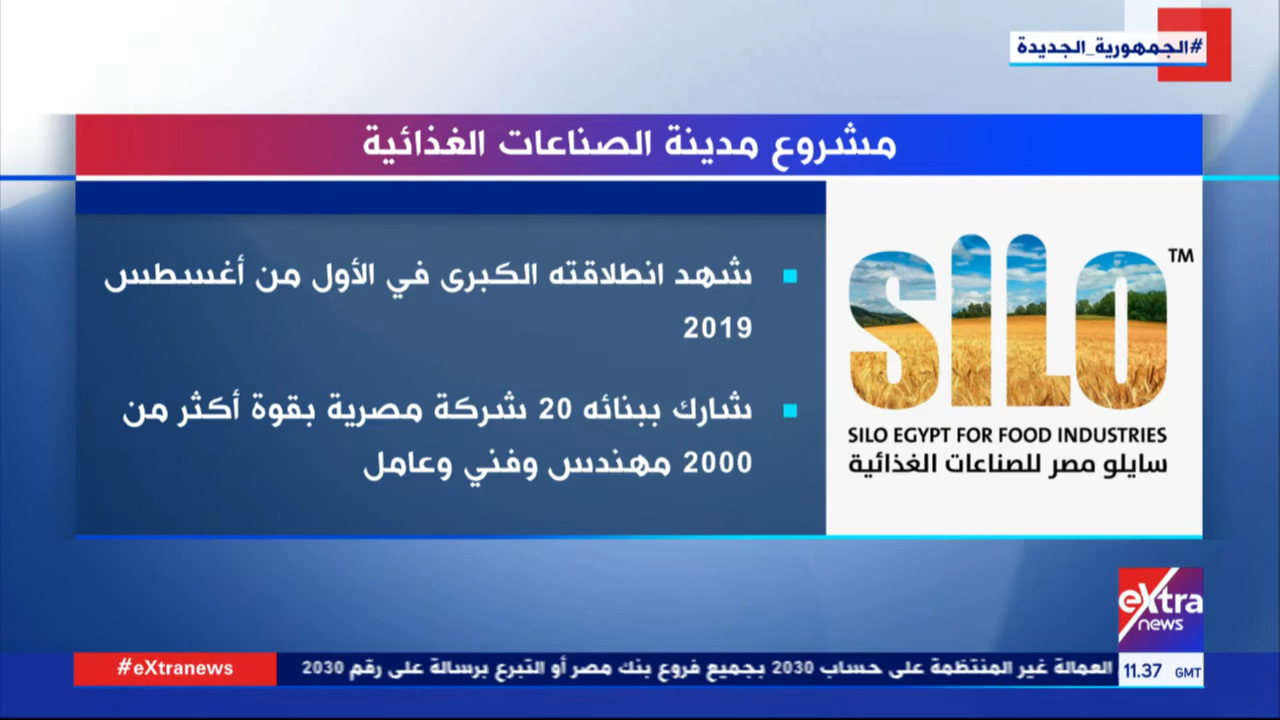 #الجمهورية_الجديدة
مشروع مدينة الصناعات الغذائية
شهد انطلاقته الكبرى في الأول من أغسطس
2019
شارك ببنائه 20 شركة مصرية بقوة أكثر من
2000 مهندس وفني وعامل
SILO™
SILO EGYPT FOR FOOD INDUSTRIES
سايلو مصر للصناعات الغذائية
eXtra
news
العمالة غير المنتظمة على حساب 2030 بجميع فروع بنك مصر أو التبرع برسالة على رقم 2030
#eXtranews
11.37 GMT